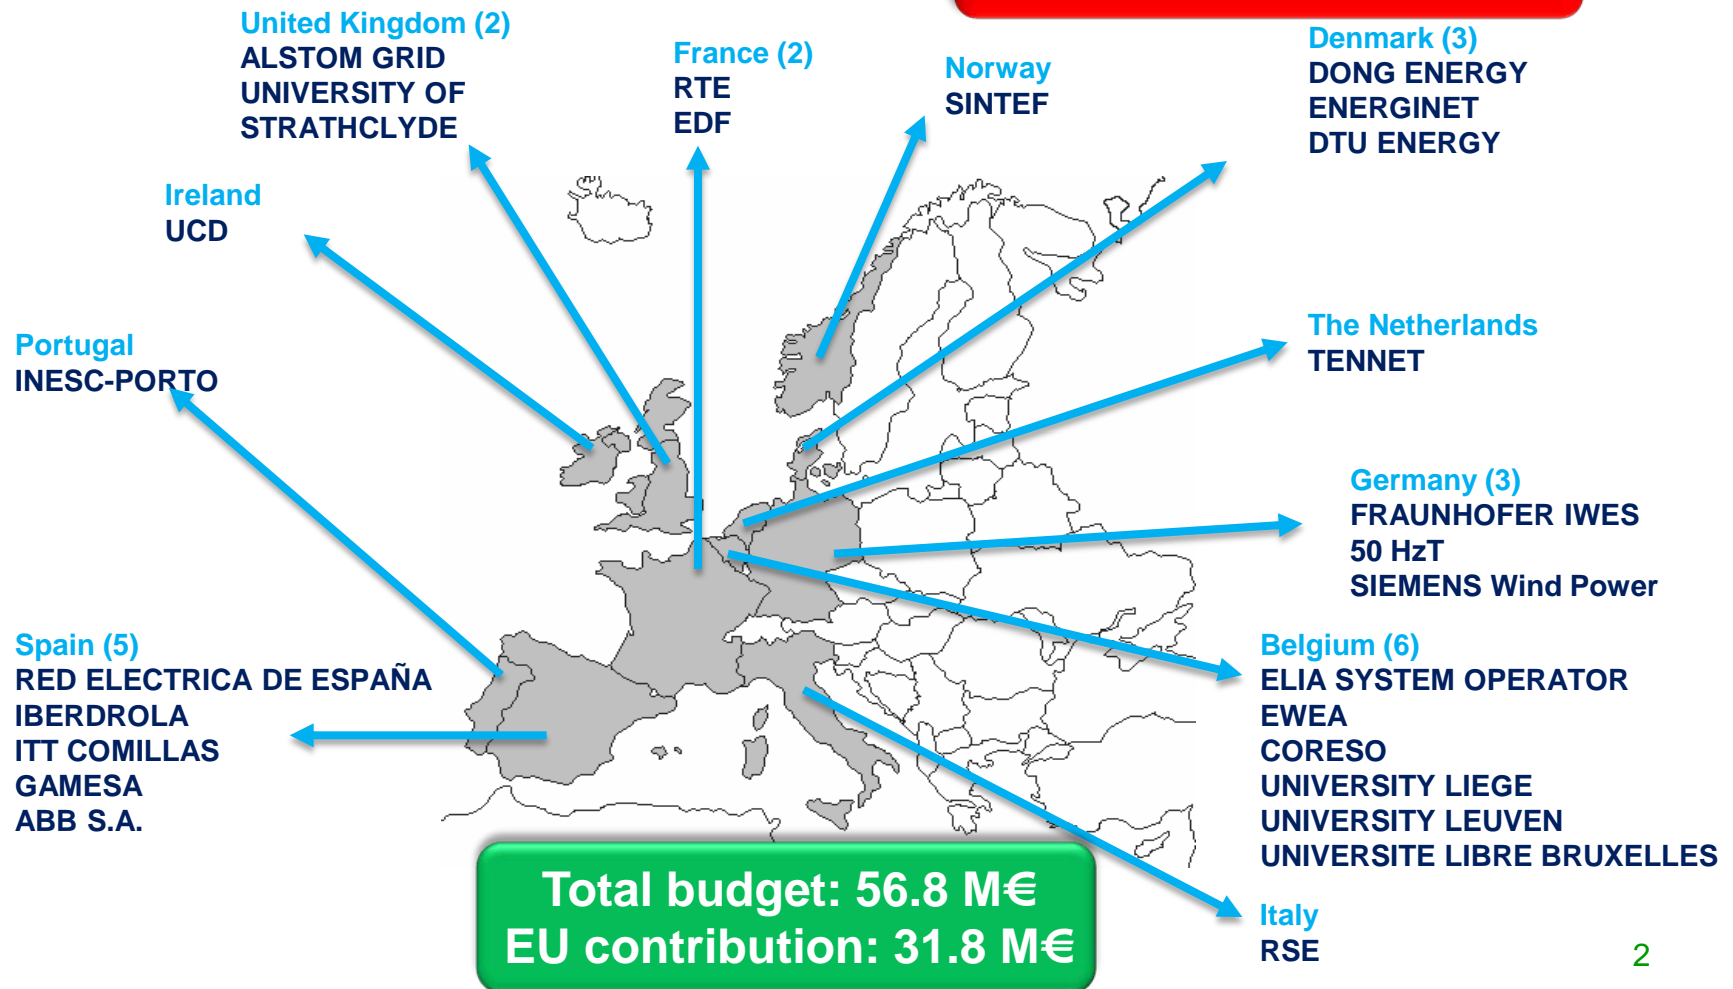 United Kingdom (2)
ALSTOM GRID
UNIVERSITY OF
STRATHCLYDE
France (2)
RTE
EDF
Norway
SINTEF
Denmark (3)
DONG ENERGY
ENERGINET
DTU ENERGY
Ireland
UCD
Portugal
INESC-PORTO
The Netherlands
TENNET
Germany (3)
FRAUNHOFER IWES
50 HzT
SIEMENS Wind Power
Spain (5)
RED ELECTRICA DE ESPAÑA
IBERDROLA
ITT COMILLAS
GAMESA
ABB S.A.
Belgium (6)
ELIA SYSTEM OPERATOR
EWEA
CORESO
UNIVERSITY LIEGE
UNIVERSITY LEUVEN
UNIVERSITE LIBRE BRUXELLES
Italy
RSE
Total budget: 56.8 M€
EU contribution: 31.8 M€
2